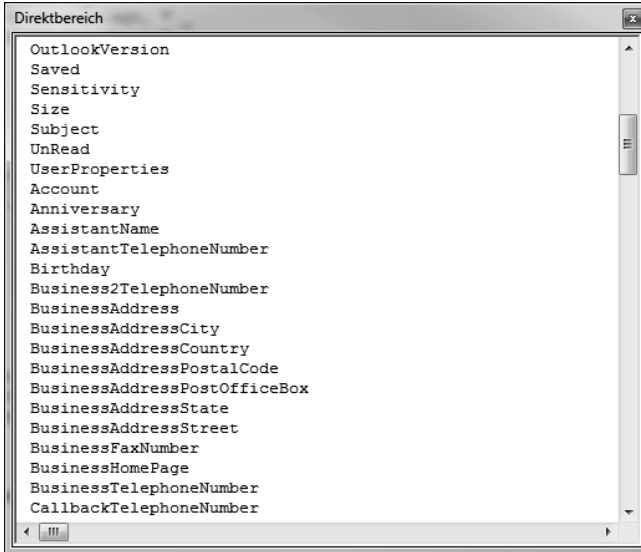 Direktbereich
OutlookVersion
Saved
Sensitivity
Size
Subject
UnRead
UserProperties
Account
Anniversary
AssistantName
AssistantTelephoneNumber
Birthday
Business2TelephoneNumber
BusinessAddress
BusinessAddressCity
BusinessAddressCountry
BusinessAddressPostalCode
BusinessAddressPostOfficeBox
BusinessAddressState
BusinessAddressStreet
BusinessFaxNumber
BusinessHomePage
BusinessTelephoneNumber
CallbackTelephoneNumber